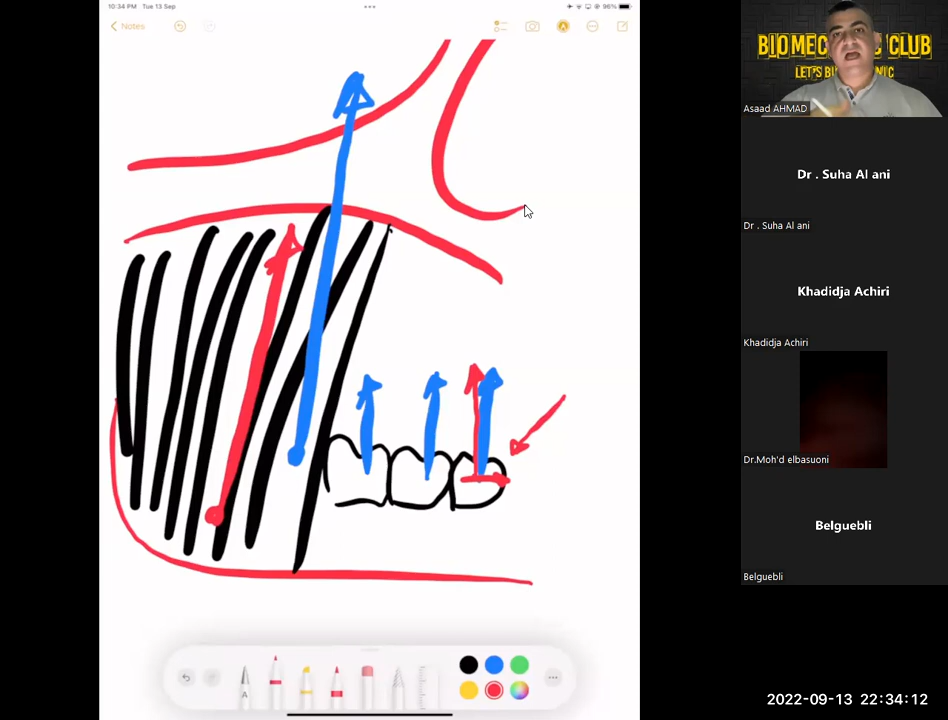 10:34 PM Tue 13 Sep
96%
Notes
A
BIOMEC
CLUB
LET'S BI
NIC
Asaad AHMAD
Dr . Suha Al ani
Dr . Suha Al ani
Khadidja Achiri
Khadidja Achiri
Dr.Moh'd elbasuoni
Belguebli
Belguebli
2022-09-13 22:34:12